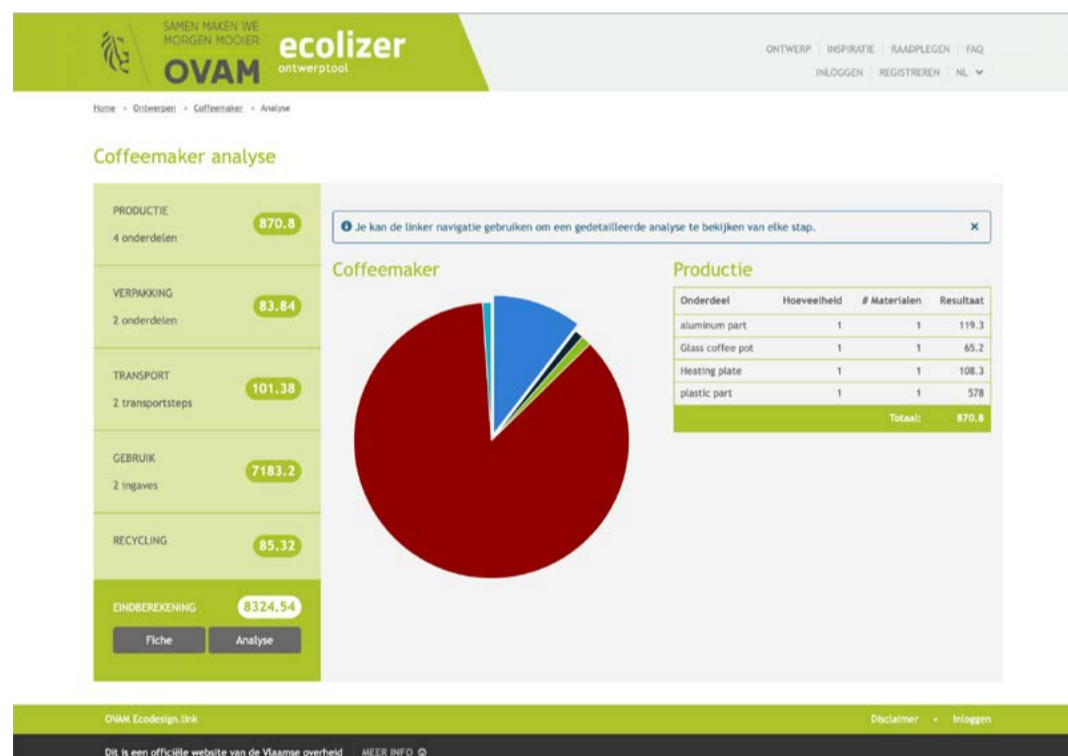 SAMEN MAKEN WE
MORGEN MOOIER
OVAM
ecolizer
ontwerptool
ONTWERP INSPIRATIE RAADPLEGEN FAQ
INLOGGEN REGISTREREN NL
Home Ontwerpen Coffeemaker Analyse
Coffeemaker analyse
PRODUCTIE
4 onderdelen
870.8
VERPAKKING
2 onderdelen
83.84
TRANSPORT
2 transportsteps
101.38
GEBRUIK
2 ingaves
7183.2
RECYCLING
85.32
EINDBEREKENING
8324.54
Fiche Analyse
Je kan de linker navigatie gebruiken om een gedetailleerde analyse te bekijken van elke stap. ×
Coffeemaker
Productie
Onderdeel Hoeveelheid # Materialen Resultaat
aluminum part 1 1 119.3
Glass coffee pot 1 1 65.2
Heating plate 1 1 108.3
plastic part 1 1 578
Totaal: 870.8
OVAM Ecodesign.link
Disclaimer • Inloggen
Dit is een officiële website van de Vlaamse overheid MEER INFO